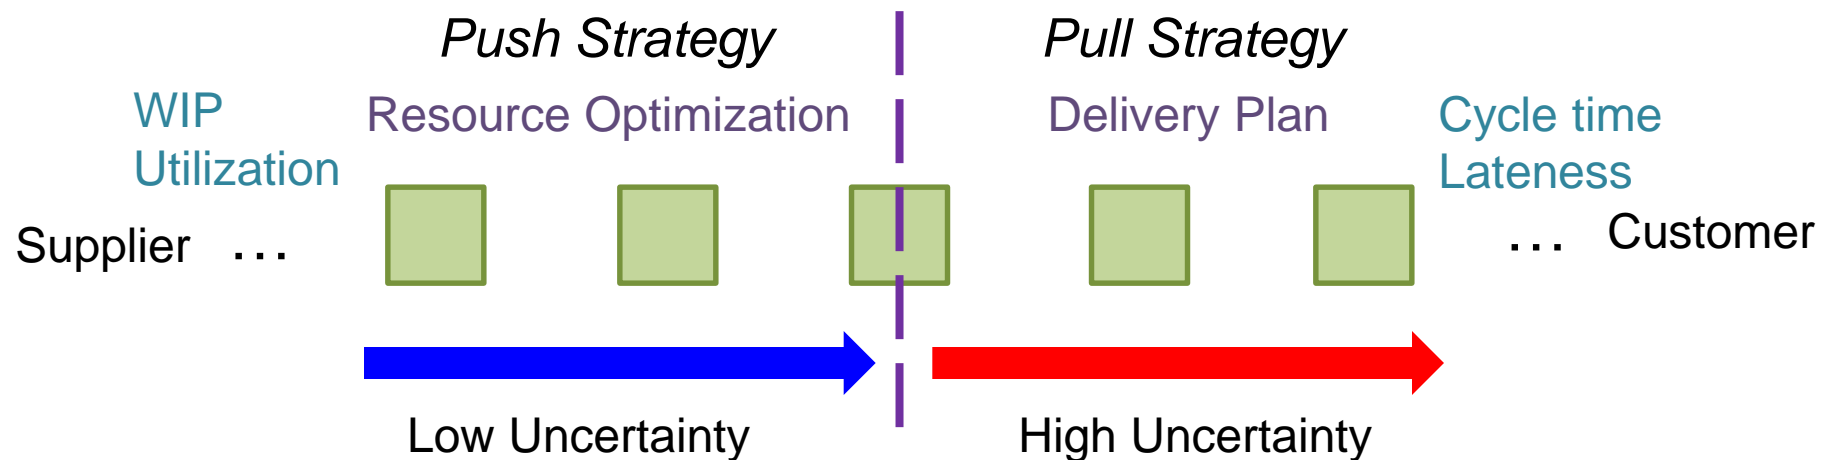 Push Strategy
Pull Strategy
WIP
Utilization
Resource Optimization
Delivery Plan
Cycle time
Lateness
Supplier ...
... Customer
Low Uncertainty
High Uncertainty